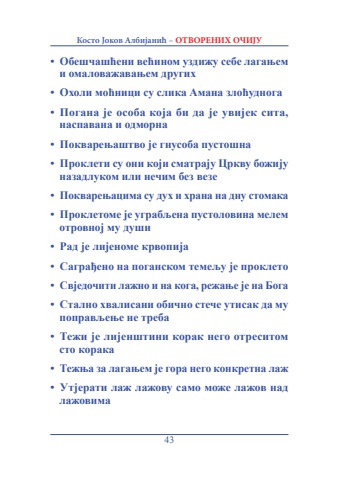 Косто Јоков Албијанић – ОТВОРЕНИХ ОЧИЈУ
• Обешчашћени већином уздижу себе лагањем
и омаловажавањем других
• Охоли моћници су слика Амана злоћуднога
• Погана је особа која би да је увијек сита,
наспавана и одморна
• Покварењаштво је гнусоба пустошна
• Проклети су они који сматрају Цркву божију
назадлуком или нечим без везе
• Покварењацима су дух и храна на дну стомака
• Проклетоме је уграбљена пустоловина мелем
отровној му души
• Рад је лијеноме крвопија
• Саграђено на поганском темељу је проклето
• Свједочити лажно и на кога, режање је на Бога
• Стално хвалисани обично стече утисак да му
поправљење не треба
• Тежи је лијенштини корак него отреситом
сто корака
• Тежња за лагањем је гора него конкретна лаж
• Утјерати лаж лажову само може лажов над
лажовима
43